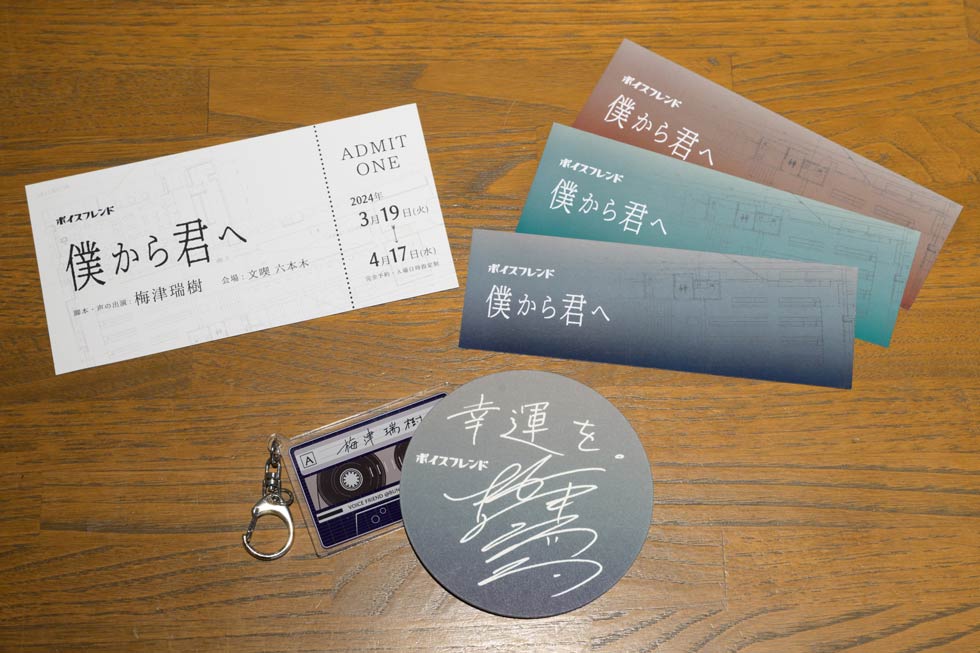 ボイスフレンド
僕から君へ
脚本・声の出演：梅津瑞樹　会場：文喫 六本木
ADMIT
ONE
2024年
3月19日(火)
4月17日(水)
完全予約・入場日時指定制
ボイスフレンド
僕から君へ
ボイスフレンド
僕から君へ
ボイスフレンド
僕から君へ
A
梅津瑞樹
VOICE FRIEND @BUN
幸運を。
ボイスフレンド